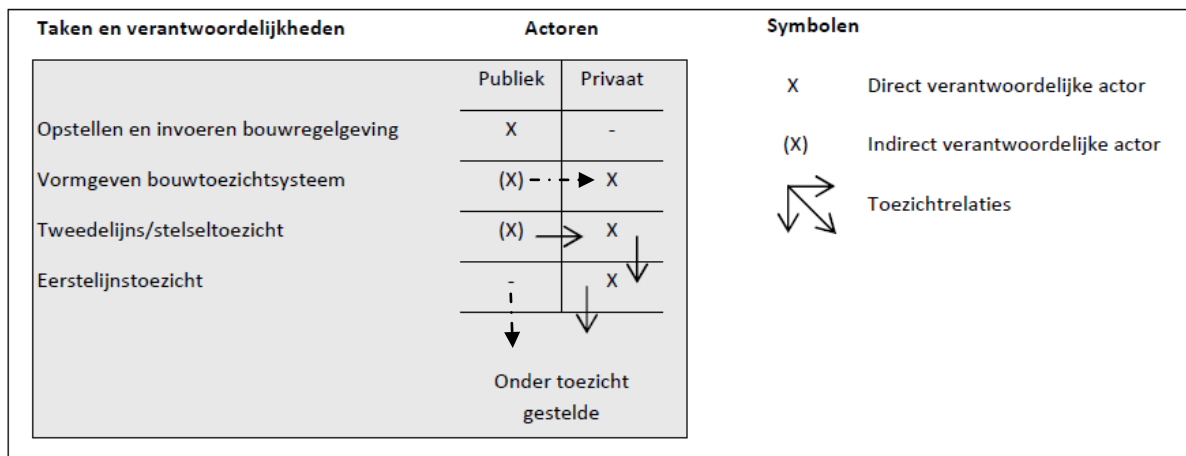 Taken en verantwoordelijkheden Actoren Symbolen
Publiek Privaat
X Direct verantwoordelijke actor
Opstellen en invoeren bouwregelgeving X -
(X) Indirect verantwoordelijke actor
Vormgeven bouwtoezichtsysteem (X) X
Toezichtrelaties
Tweedelijns/stelseltoezicht (X) X
Eerstelijnstoezicht - X
Onder toezicht
gestelde